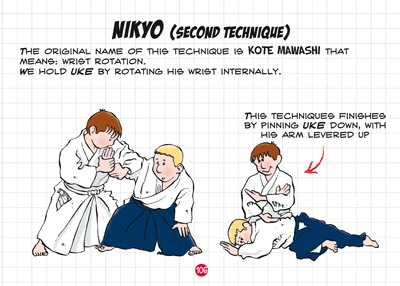 NIKYO (SECOND TECHNIQUE)
THE ORIGINAL NAME OF THIS TECHNIQUE IS KOTE MAWASHI THAT
MEANS: WRIST ROTATION.
WE HOLD UKE BY ROTATING HIS WRIST INTERNALLY.
THIS TECHNIQUES FINISHES
BY PINNING UKE DOWN, WITH
HIS ARM LEVERED UP
106